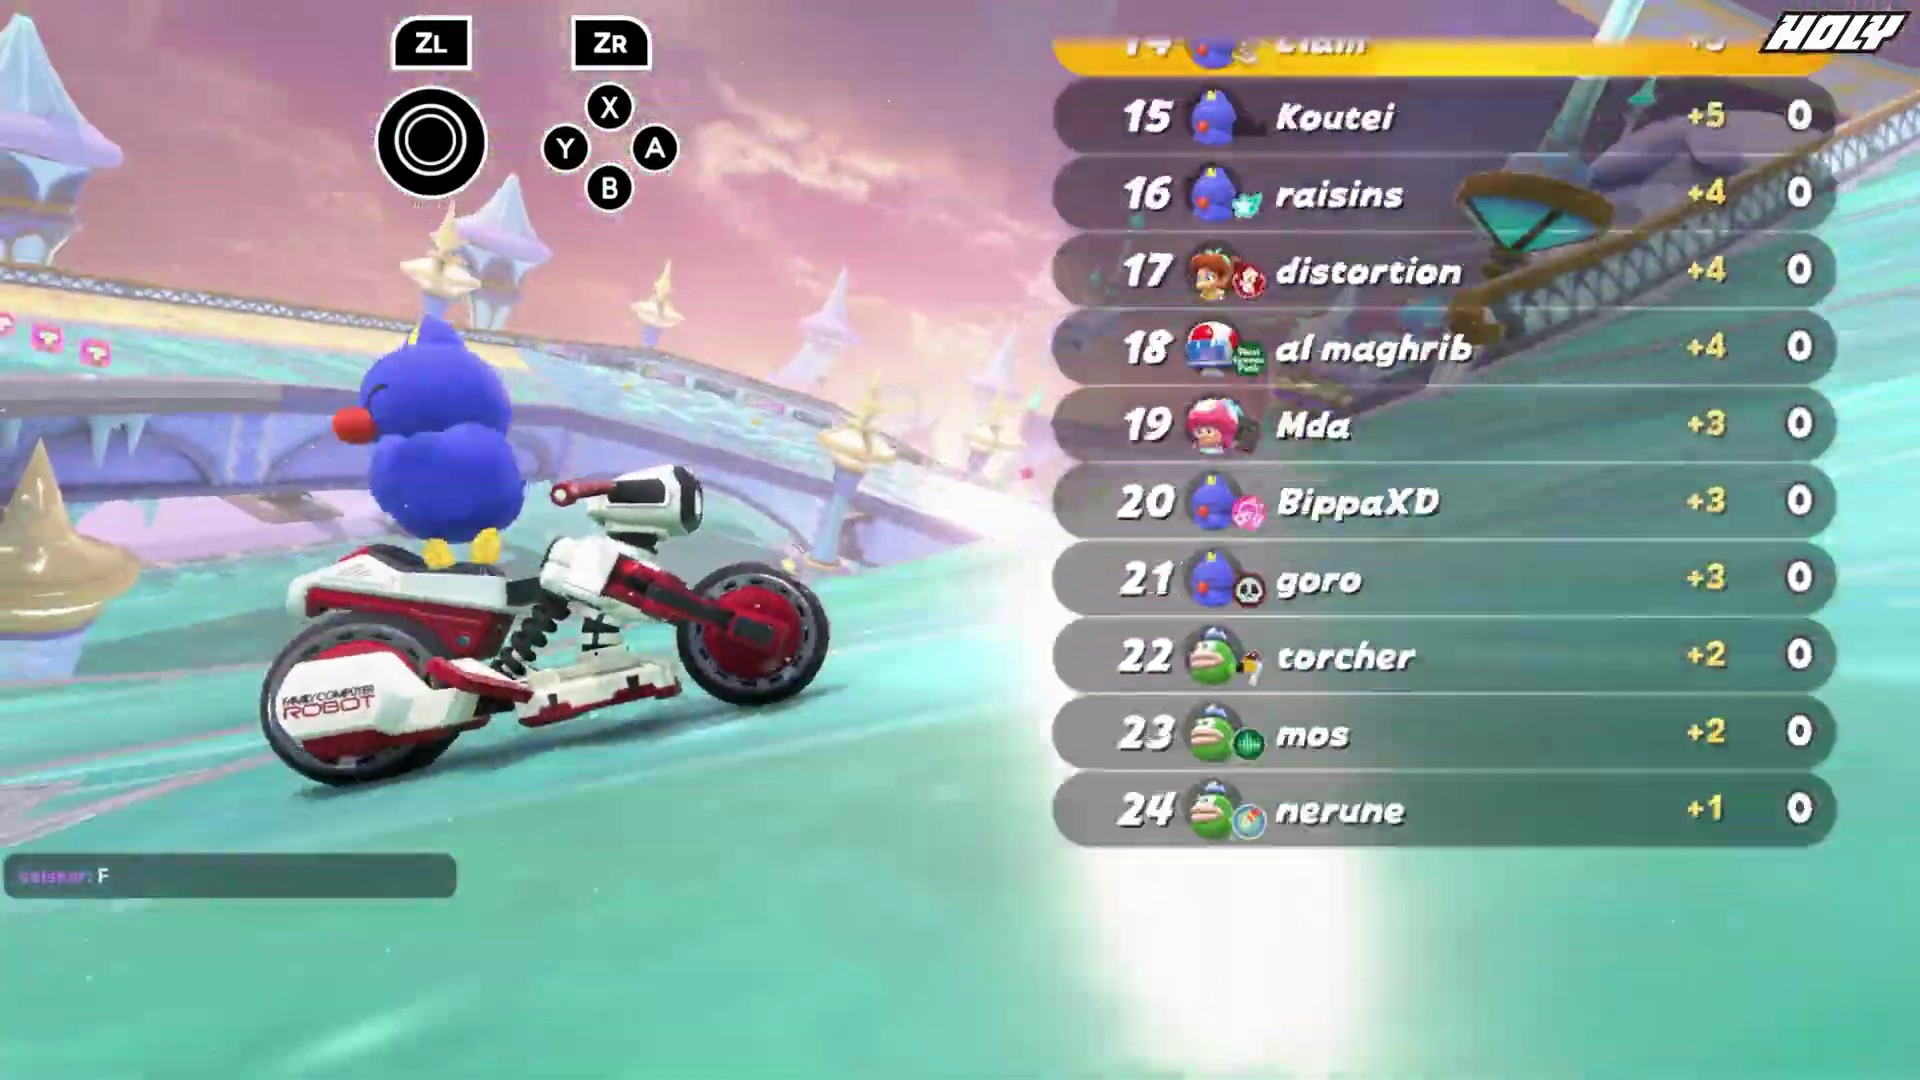 ZL ZR
X
Y A
B
HOLY
14
15 Koutei +5 0
16 raisins +4 0
17 distortion +4 0
18 al maghrib +4 0
19 Mda +3 0
20 BippaXD +3 0
21 goro +3 0
22 torcher +2 0
23 mos +2 0
24 nerune +1 0
FAMILY COMPUTER
ROBOT
F